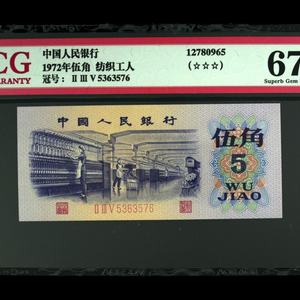 CG
WARRANTY
中国人民银行
1972年伍角 纺织工人
冠号： II III V 5363576
12780965
(☆☆☆)
67
Superb Gem
中国人民银行
伍角
5
WU
JIAO
II III V 5363576